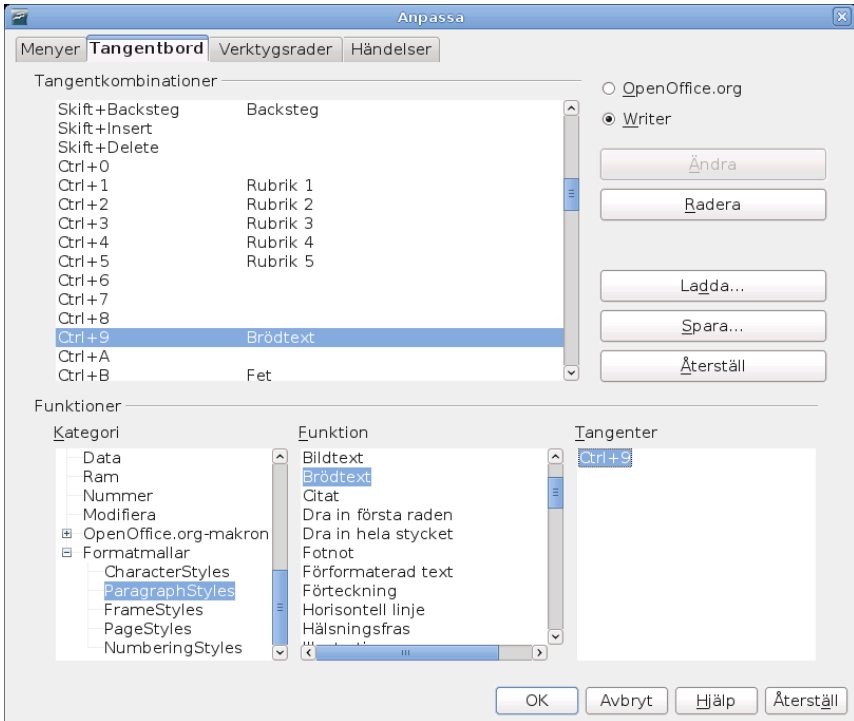 Anpassa
Menyer Tangentbord Verktygsrader Händelser
Tangentkombinationer
Skift+Backsteg Backsteg
Skift+Insert
Skift+Delete
Ctrl+0
Ctrl+1 Rubrik 1
Ctrl+2 Rubrik 2
Ctrl+3 Rubrik 3
Ctrl+4 Rubrik 4
Ctrl+5 Rubrik 5
Ctrl+6
Ctrl+7
Ctrl+8
Ctrl+9 Brödtext
Ctrl+A
Ctrl+B Fet
OpenOffice.org
Writer
Ändra
Radera
Ladda...
Spara...
Återställ
Funktioner
Kategori
Data
Ram
Nummer
Modifiera
OpenOffice.org-makron
Formatmallar
CharacterStyles
ParagraphStyles
FrameStyles
PageStyles
NumberingStyles
Funktion
Bildtext
Brödtext
Citat
Dra in första raden
Dra in hela stycket
Fotnot
Förformaterad text
Förteckning
Horisontell linje
Hälsningsfras
Tangenter
Ctrl+9
OK Avbryt Hjälp Återställ